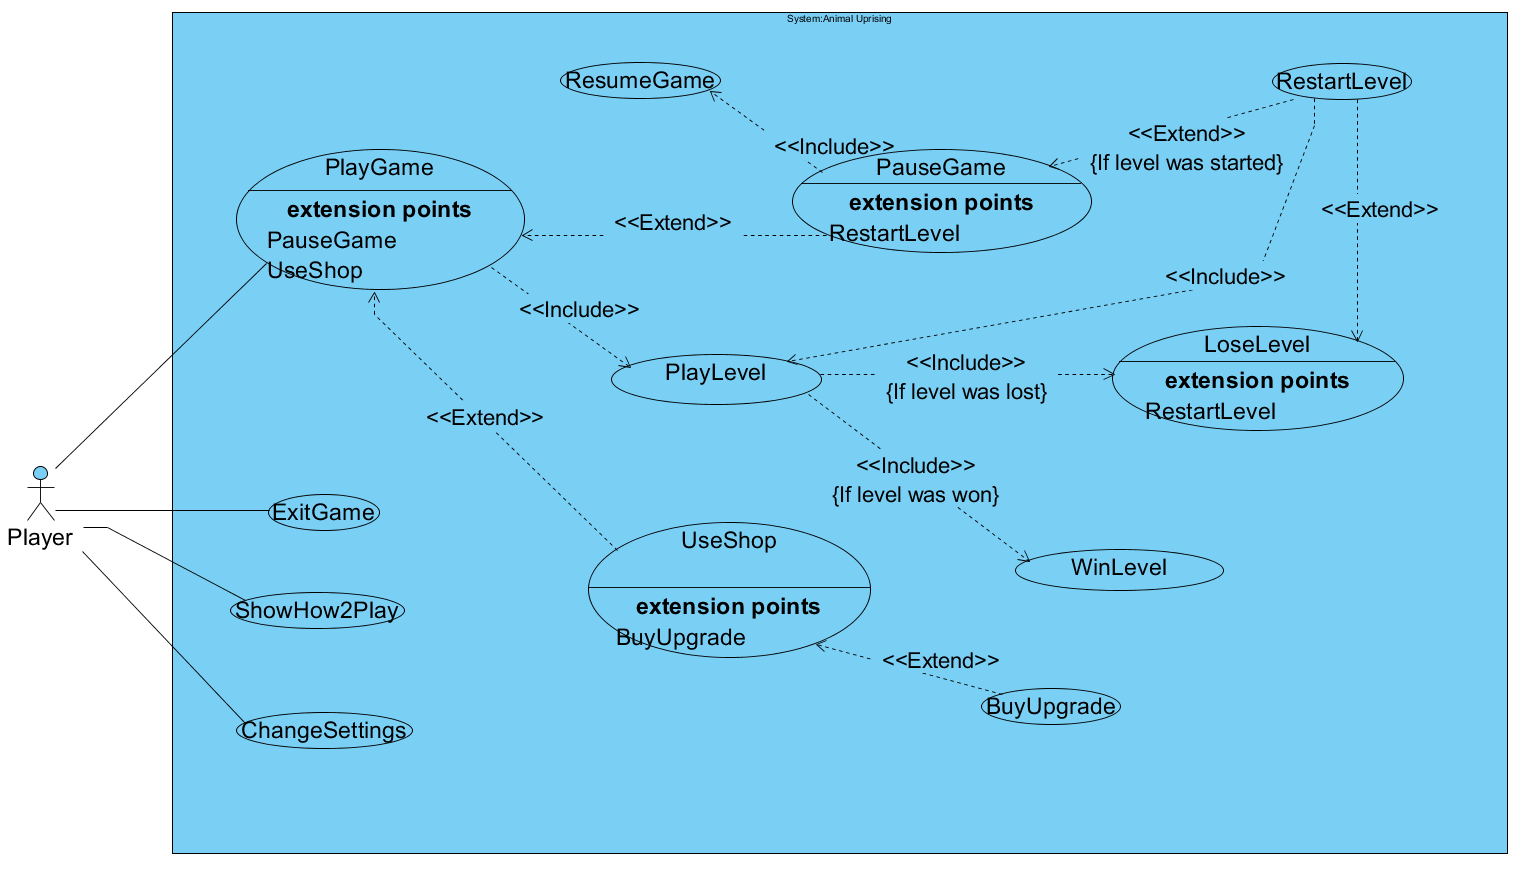 System:Animal Uprising
ResumeGame
RestartLevel
<<Extend>>
{If level was started}
<<Include>>
PlayGame
extension points
PauseGame
UseShop
PauseGame
extension points
RestartLevel
<<Extend>>
<<Extend>>
<<Include>>
<<Include>>
PlayLevel
<<Include>>
{If level was lost}
LoseLevel
extension points
RestartLevel
<<Extend>>
<<Include>>
{If level was won}
Player
ExitGame
UseShop
extension points
BuyUpgrade
WinLevel
ShowHow2Play
<<Extend>>
BuyUpgrade
ChangeSettings